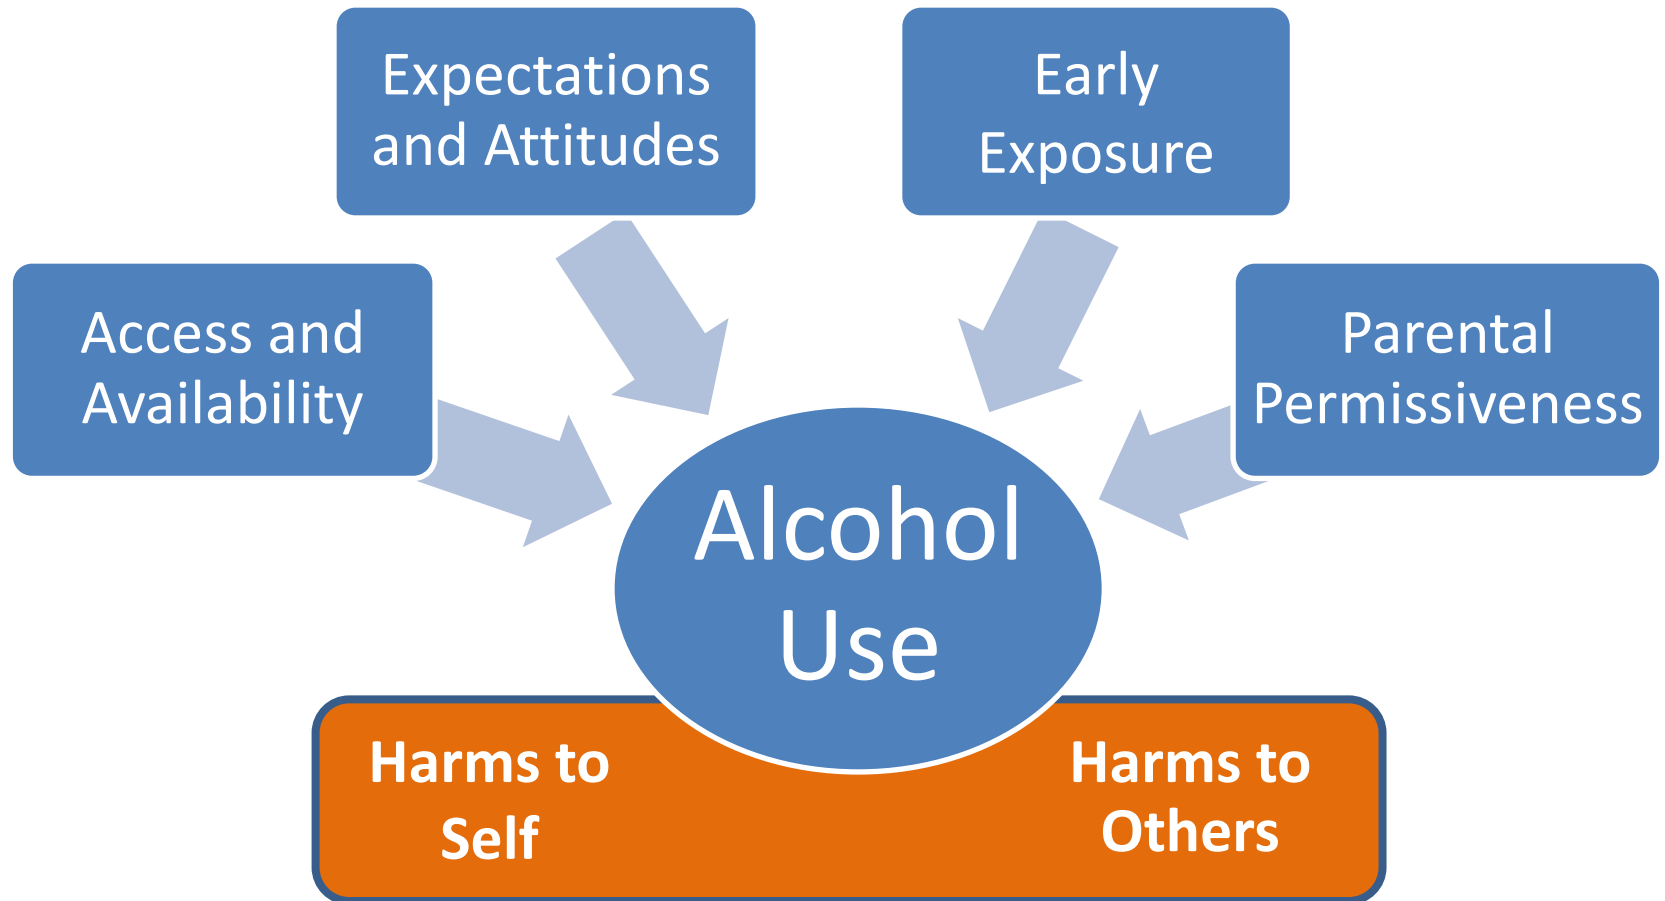 Expectations
and Attitudes
Early
Exposure
Access and
Availability
Parental
Permissiveness
Alcohol
Use
Harms to
Self
Harms to
Others